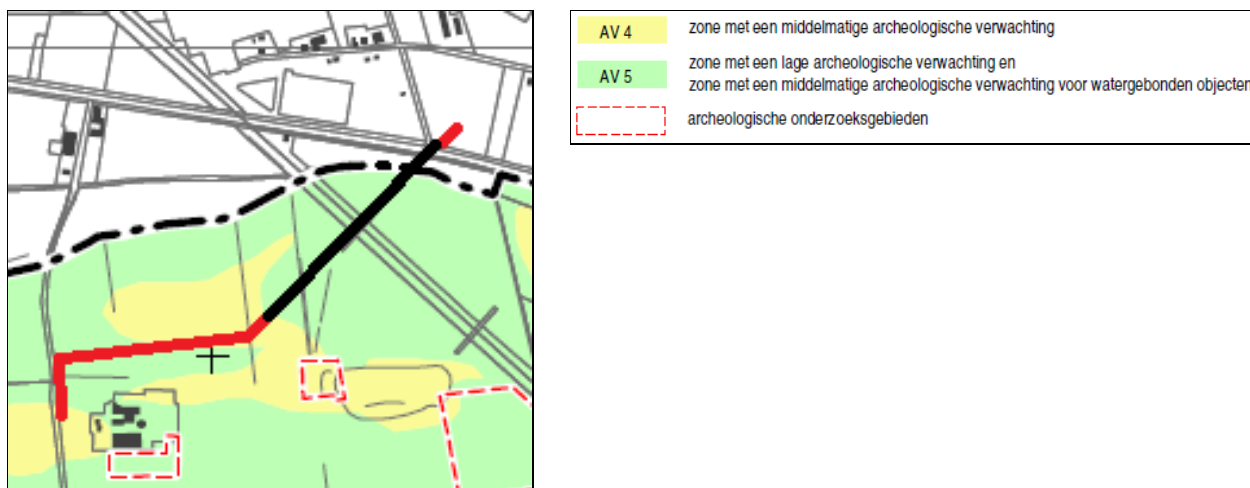 AV 4
zone met een middelmatige archeologische verwachting
AV 5
zone met een lage archeologische verwachting en
zone met een middelmatige archeologische verwachting voor watergebonden objecten
archeologische onderzoeksgebieden